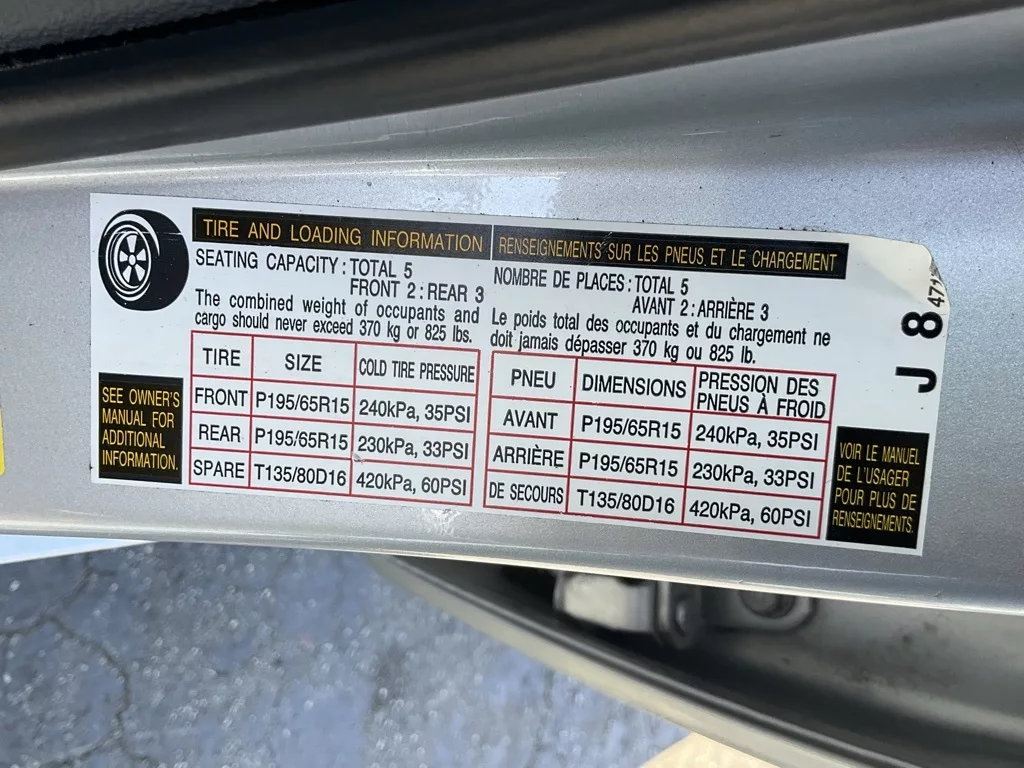 TIRE AND LOADING INFORMATION
SEATING CAPACITY : TOTAL 5
FRONT 2 : REAR 3
The combined weight of occupants and
cargo should never exceed 370 kg or 825 lbs.
TIRE SIZE COLD TIRE PRESSURE
FRONT P195/65R15 240kPa, 35PSI
REAR P195/65R15 230kPa, 33PSI
SPARE T135/80D16 420kPa, 60PSI
SEE OWNER'S
MANUAL FOR
ADDITIONAL
INFORMATION.
RENSEIGNEMENTS SUR LES PNEUS ET LE CHARGEMENT
NOMBRE DE PLACES : TOTAL 5
AVANT 2 : ARRIÈRE 3
Le poids total des occupants et du chargement ne
doit jamais dépasser 370 kg ou 825 lb.
PNEU DIMENSIONS PRESSION DES
PNEUS À FROID
AVANT P195/65R15 240kPa, 35PSI
ARRIÈRE P195/65R15 230kPa, 33PSI
DE SECOURS T135/80D16 420kPa, 60PSI
VOIR LE MANUEL
DE L'USAGER
POUR PLUS DE
RENSEIGNEMENTS.
J 8